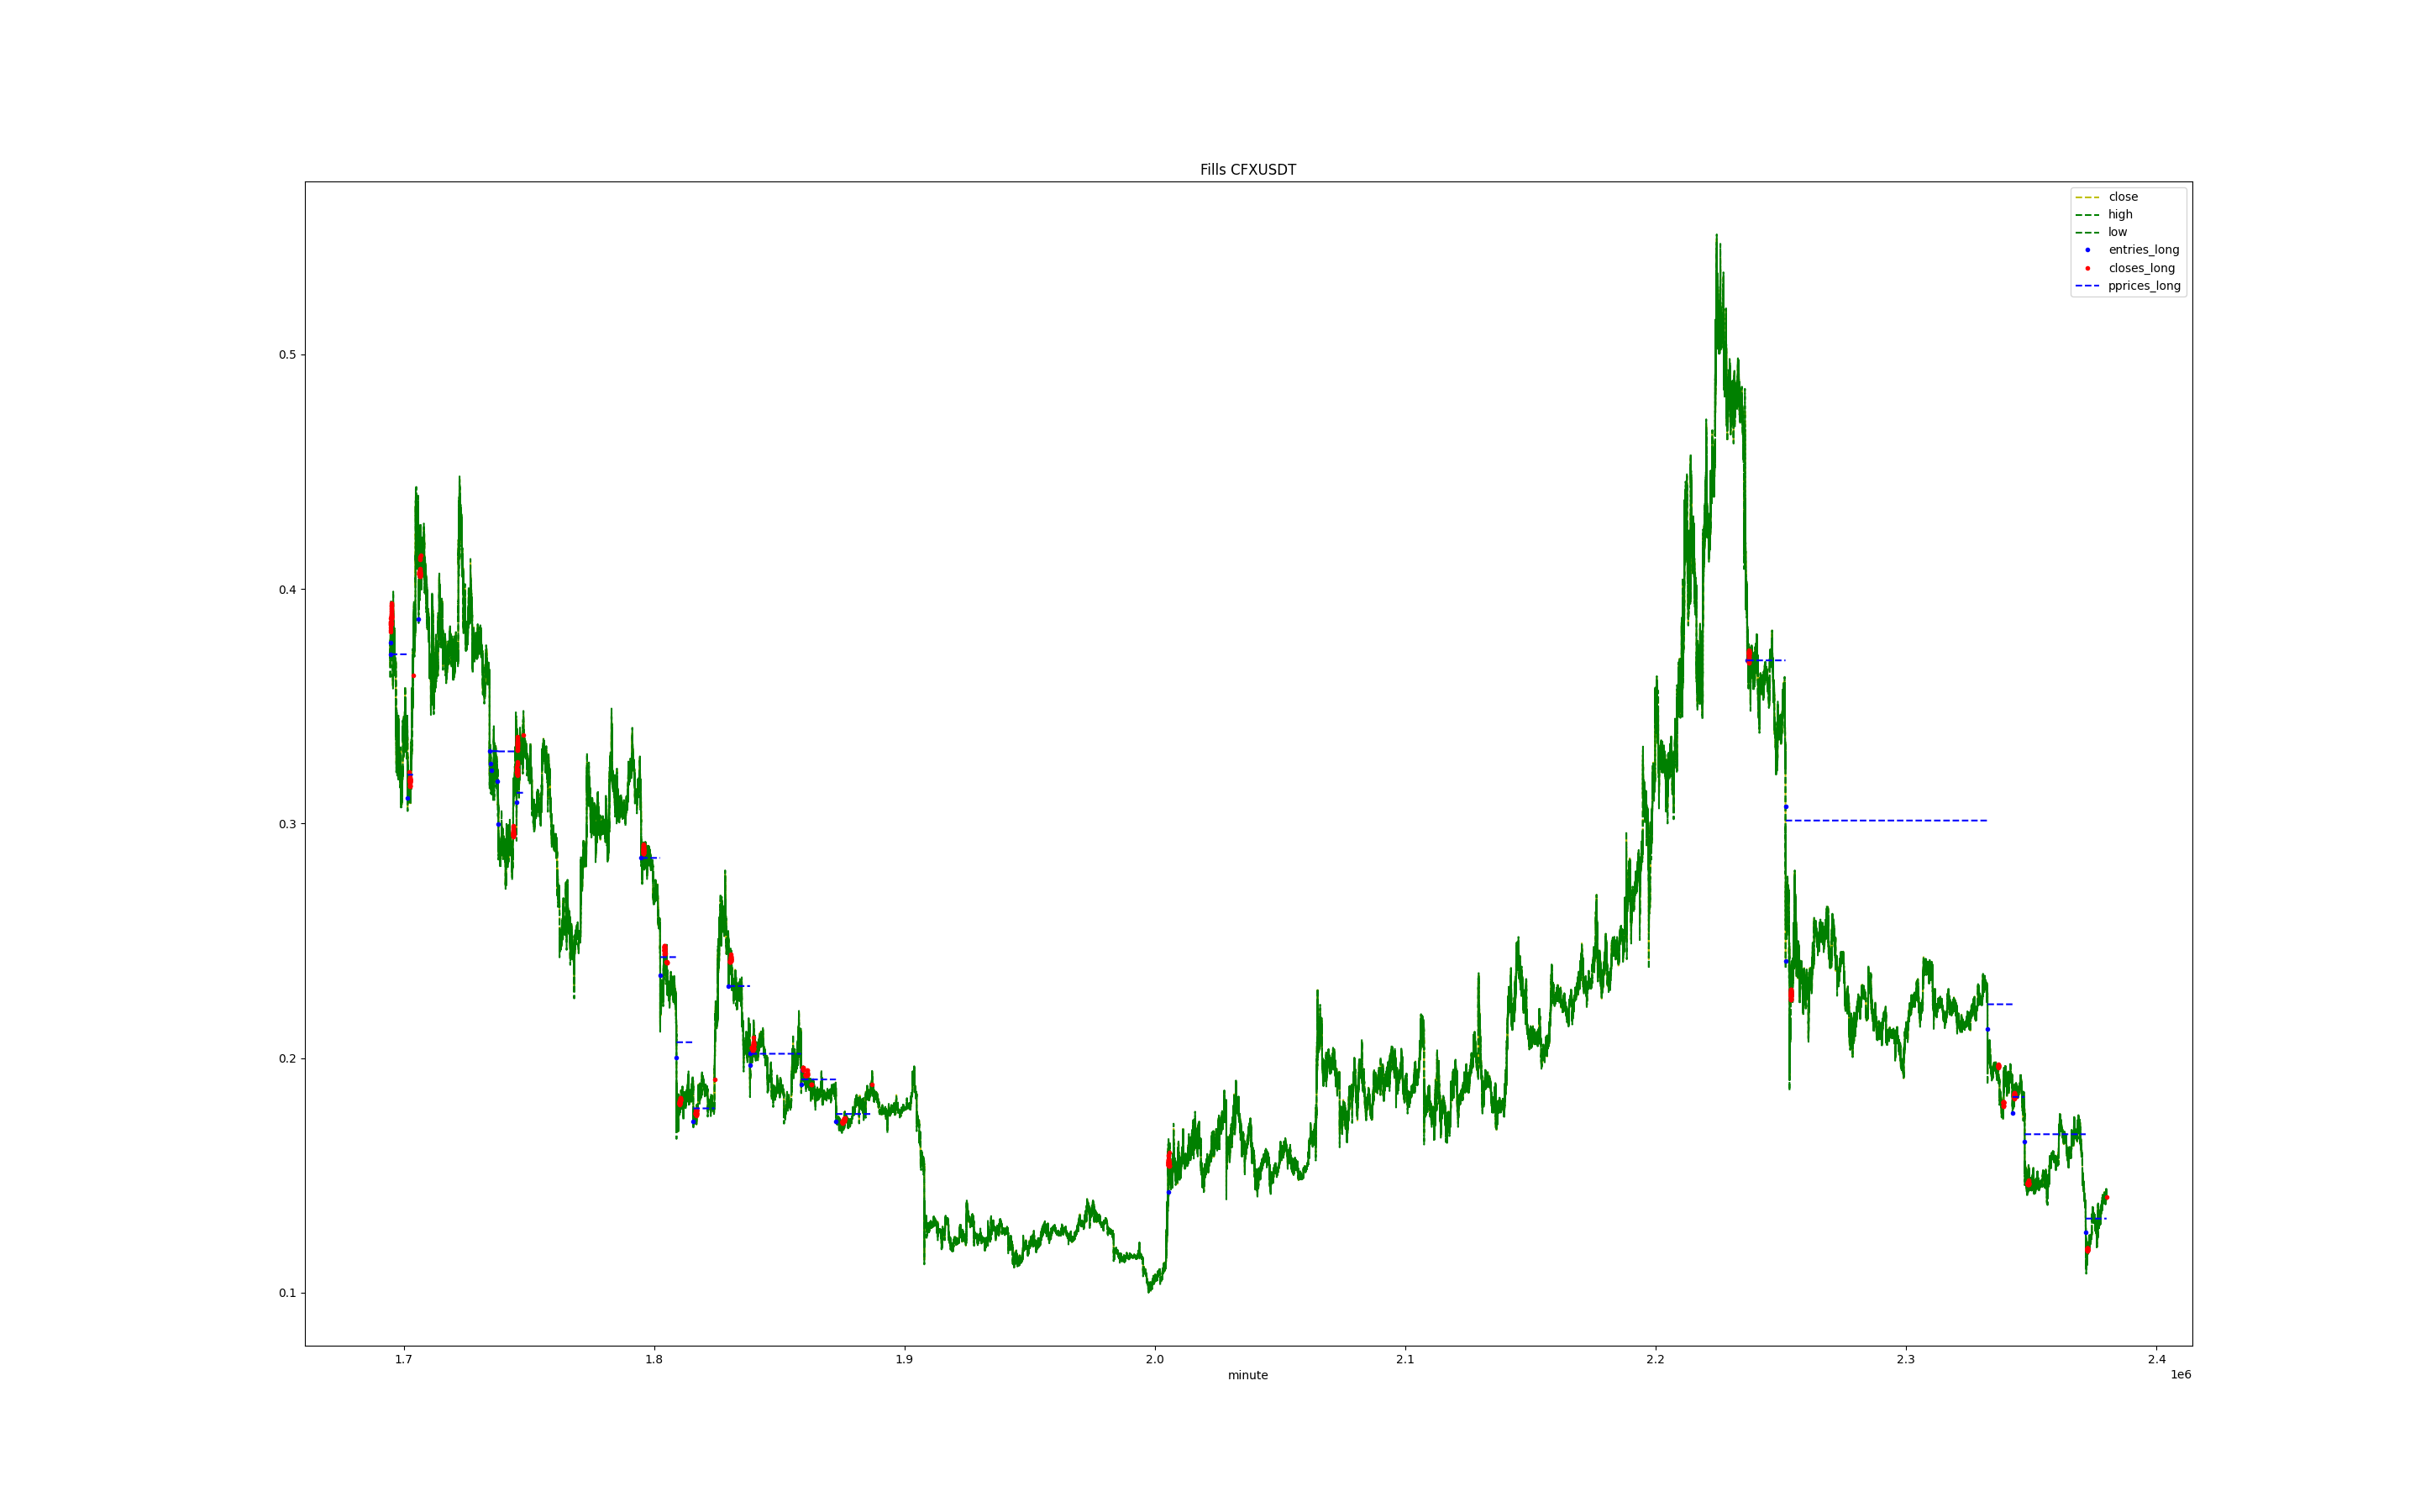 Fills CFXUSDT
close
high
low
entries_long
closes_long
pprices_long
0.5
0.4
0.3
0.2
0.1
1.7 1.8 1.9 2.0 2.1 2.2 2.3 2.4
minute
1e6